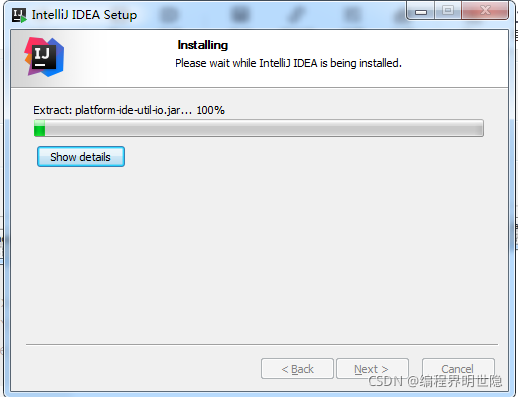 IntelliJ IDEA Setup
IJ
Installing
Please wait while IntelliJ IDEA is being installed.
Extract: platform-ide-util-io.jar... 100%
Show details
< Back
Next >
Cancel
CSDN @编程界明世隐